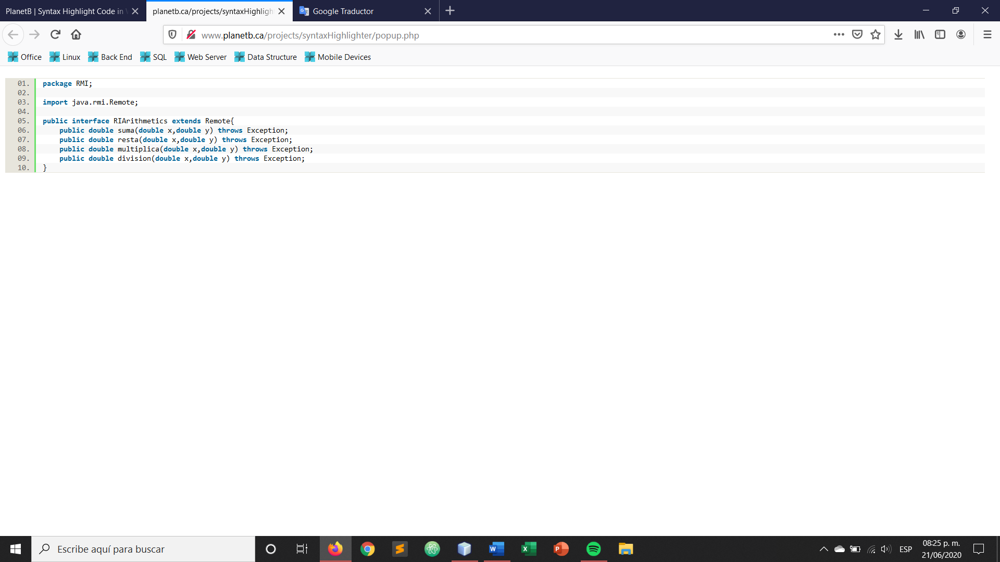 PlanetB | Syntax Highlight Code in
planetb.ca/projects/syntaxHighligh
Google Traductor
www.planetb.ca/projects/syntaxHighlighter/popup.php
Office Linux Back End SQL Web Server Data Structure Mobile Devices
01. package RMI;
02.
03. import java.rmi.Remote;
04.
05. public interface RIArithmetics extends Remote{
06. public double suma(double x,double y) throws Exception;
07. public double resta(double x,double y) throws Exception;
08. public double multiplica(double x,double y) throws Exception;
09. public double division(double x,double y) throws Exception;
10. }
Escribe aquí para buscar
ESP
08:25 p. m.
21/06/2020